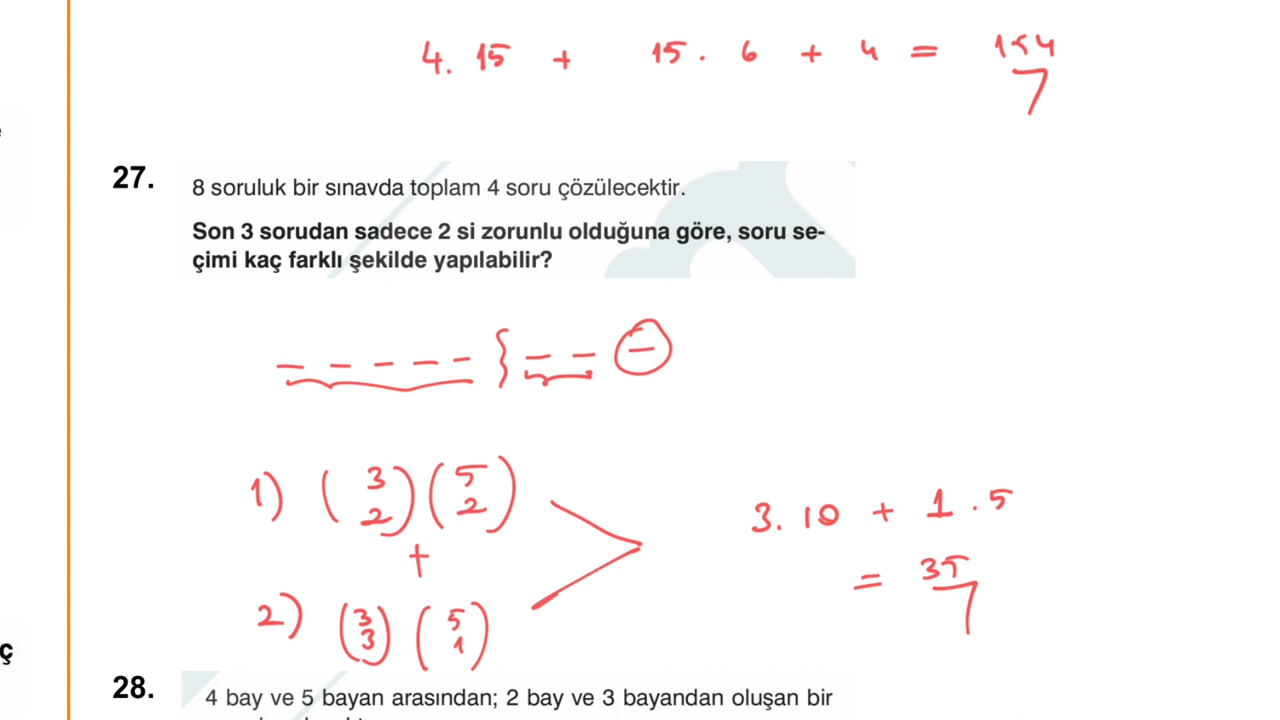 4. 15 + 15. 6 + 4 = 154
27.
8 soruluk bir sınavda toplam 4 soru çözülecektir.
Son 3 sorudan sadece 2 si zorunlu olduğuna göre, soru se-
çimi kaç farklı şekilde yapılabilir?
1) (3 2) (5 2)
+
2) (3 3) (5 1)
3. 10 + 1 . 5
= 35
ç
28.
4 bay ve 5 bayan arasından; 2 bay ve 3 bayandan oluşan bir